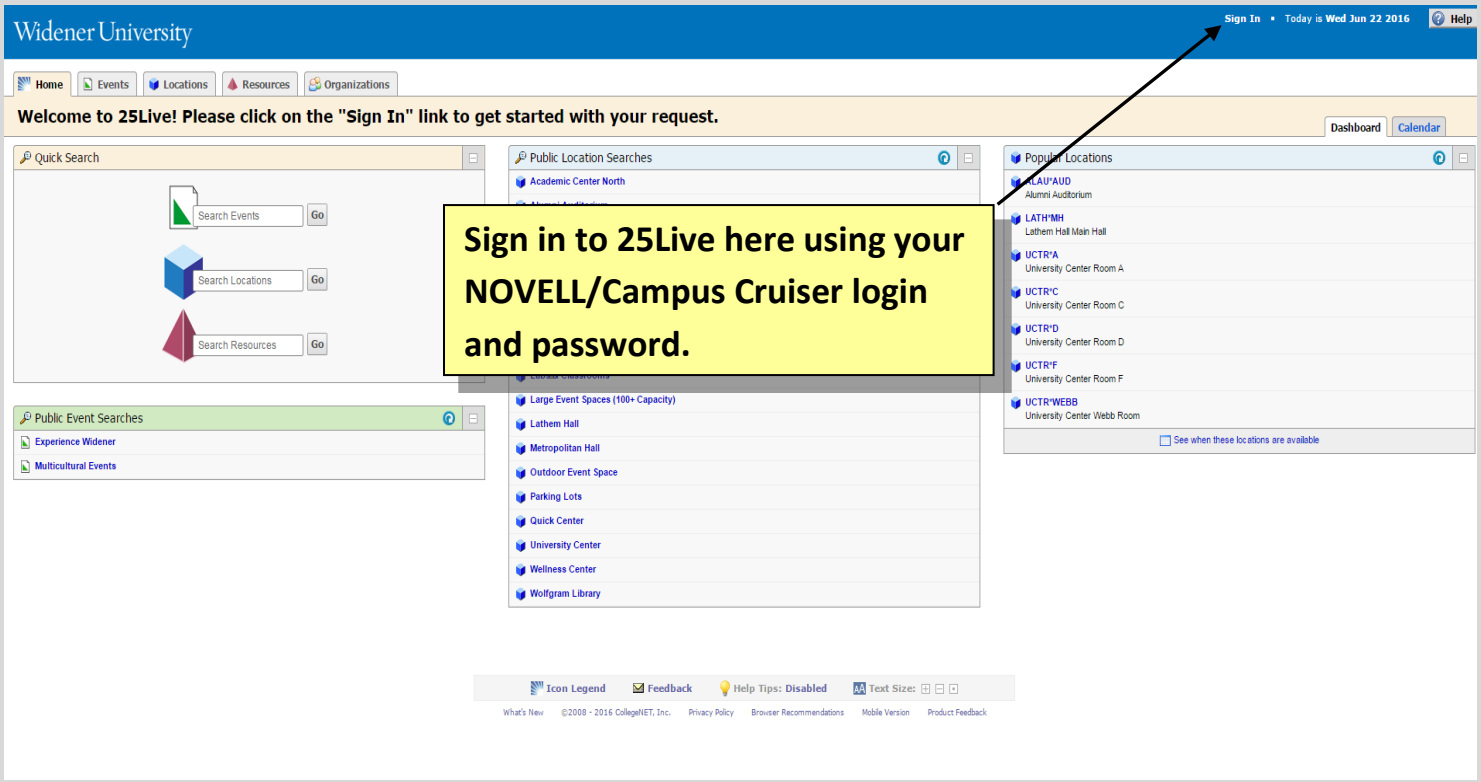 Widener University
Sign In • Today is Wed Jun 22 2016
Help
Home
Events
Locations
Resources
Organizations
Welcome to 25Live! Please click on the "Sign In" link to get started with your request.
Dashboard
Calendar
Quick Search
Search Events
Go
Search Locations
Go
Search Resources
Go
Public Event Searches
Experience Widener
Multicultural Events
Public Location Searches
Academic Center North
Sign in to 25Live here using your
NOVELL/Campus Cruiser login
and password.
Large Event Spaces (100+ Capacity)
Lathem Hall
Metropolitan Hall
Outdoor Event Space
Parking Lots
Quick Center
University Center
Wellness Center
Wolfgram Library
Popular Locations
ALAU*AUD
Alumni Auditorium
LATH*MH
Lathem Hall Main Hall
UCTR*A
University Center Room A
UCTR*C
University Center Room C
UCTR*D
University Center Room D
UCTR*F
University Center Room F
UCTR*WEBB
University Center Webb Room
See when these locations are available
Icon Legend
Feedback
Help Tips: Disabled
Text Size:
What's New
©2008 - 2016 CollegeNET, Inc.
Privacy Policy
Browser Recommendations
Mobile Version
Product Feedback